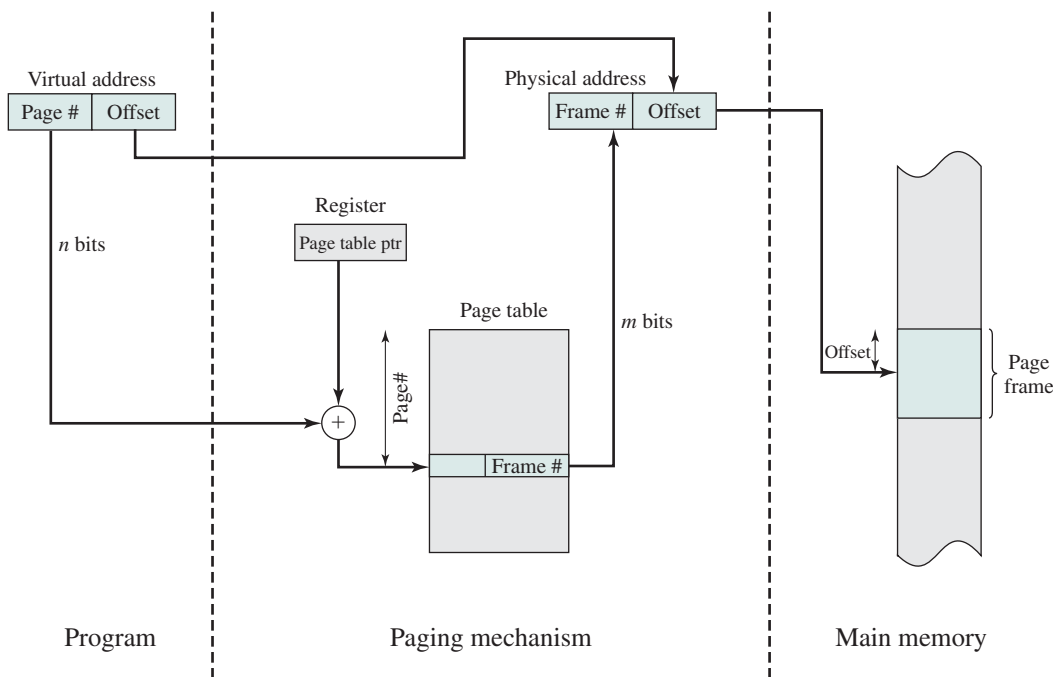 Virtual address
Page #
Offset
Physical address
Frame #
Offset
n bits
Register
Page table ptr
Page table
m bits
Page#
+
Frame #
Offset
Page
frame
Program
Paging mechanism
Main memory